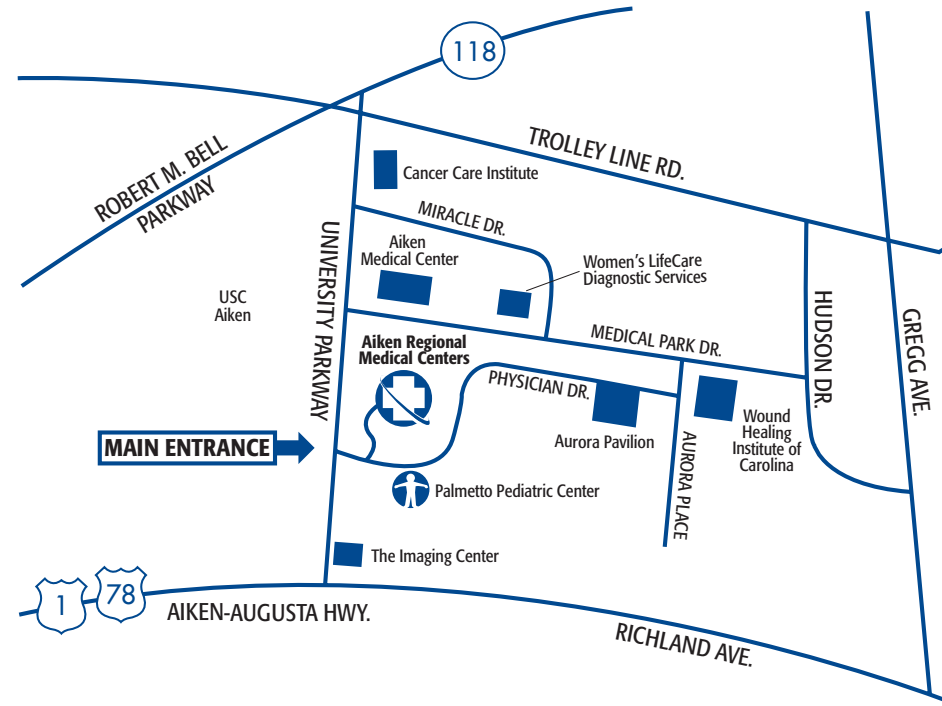 118
TROLLEY LINE RD.
ROBERT M. BELL
PARKWAY
Cancer Care Institute
MIRACLE DR.
UNIVERSITY PARKWAY
Aiken
Medical Center
Women's LifeCare
Diagnostic Services
USC
Aiken
HUDSON DR.
GREGG AVE.
MEDICAL PARK DR.
Aiken Regional
Medical Centers
PHYSICIAN DR.
Wound
Healing
Institute of
Carolina
Aurora Pavilion
AURORA PLACE
MAIN ENTRANCE
Palmetto Pediatric Center
The Imaging Center
1
78
AIKEN-AUGUSTA HWY.
RICHLAND AVE.